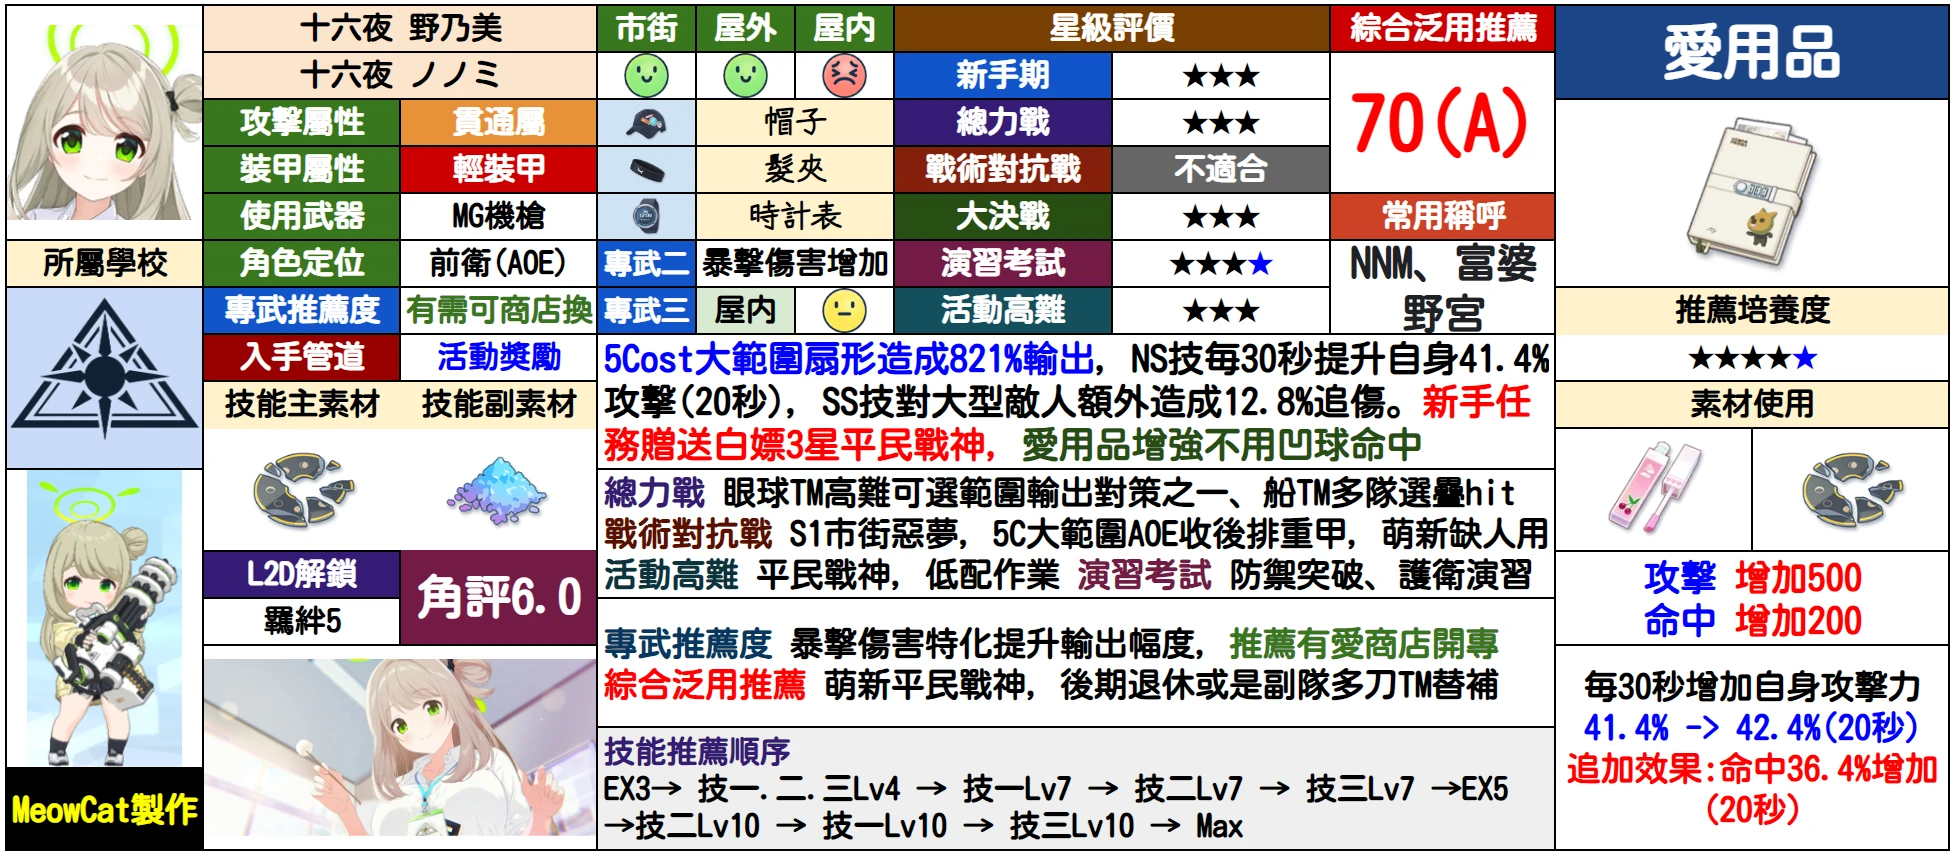 十六夜 野乃美
十六夜 ノノミ
市街 屋外 屋内
星級評價
綜合泛用推薦
愛用品
攻擊屬性 貫通屬
裝甲屬性 輕裝甲
使用武器 MG機槍
角色定位 前衛(AOE)
專武推薦度 有需可商店換
入手管道 活動獎勵
帽子
髮夾
時計表
專武二 暴擊傷害增加
專武三 屋内
新手期 ★★★
總力戰 ★★★
戰術對抗戰 不適合
大決戰 ★★★
演習考試 ★★★★
活動高難 ★★★
70(A)
常用稱呼
NNM、富婆
野宮
所屬學校
技能主素材 技能副素材
L2D解鎖
羈絆5
角評6.0
MeowCat製作
5Cost大範圍扇形造成821%輸出, NS技每30秒提升自身41.4%
攻擊(20秒), SS技對大型敵人額外造成12.8%追傷。新手任
務贈送白嫖3星平民戰神, 愛用品增強不用凹球命中
總力戰 眼球TM高難可選範圍輸出對策之一、船TM多隊選疊hit
戰術對抗戰 S1市街惡夢, 5C大範圍AOE收後排重甲, 萌新缺人用
活動高難 平民戰神, 低配作業 演習考試 防禦突破、護衛演習
專武推薦度 暴擊傷害特化提升輸出幅度, 推薦有愛商店開專
綜合泛用推薦 萌新平民戰神, 後期退休或是副隊多刀TM替補
技能推薦順序
EX3→ 技一.二.三Lv4 → 技一Lv7 → 技二Lv7 → 技三Lv7 →EX5
→技二Lv10 → 技一Lv10 → 技三Lv10 → Max
推薦培養度
★★★★★
素材使用
攻擊 增加500
命中 增加200
每30秒增加自身攻擊力
41.4% -> 42.4%(20秒)
追加效果:命中36.4%增加
(20秒)